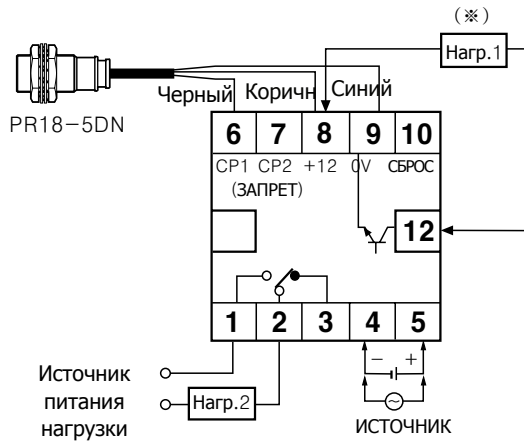 (※)
Нагр.1
Черный Коричн Синий
PR18-5DN
6 7 8 9 10
CP1 CP2 +12 0V СБРОС
(ЗАПРЕТ)
12
1 2 3 4 5
− +
Источник
питания
нагрузки
Нагр.2
ИСТОЧНИК